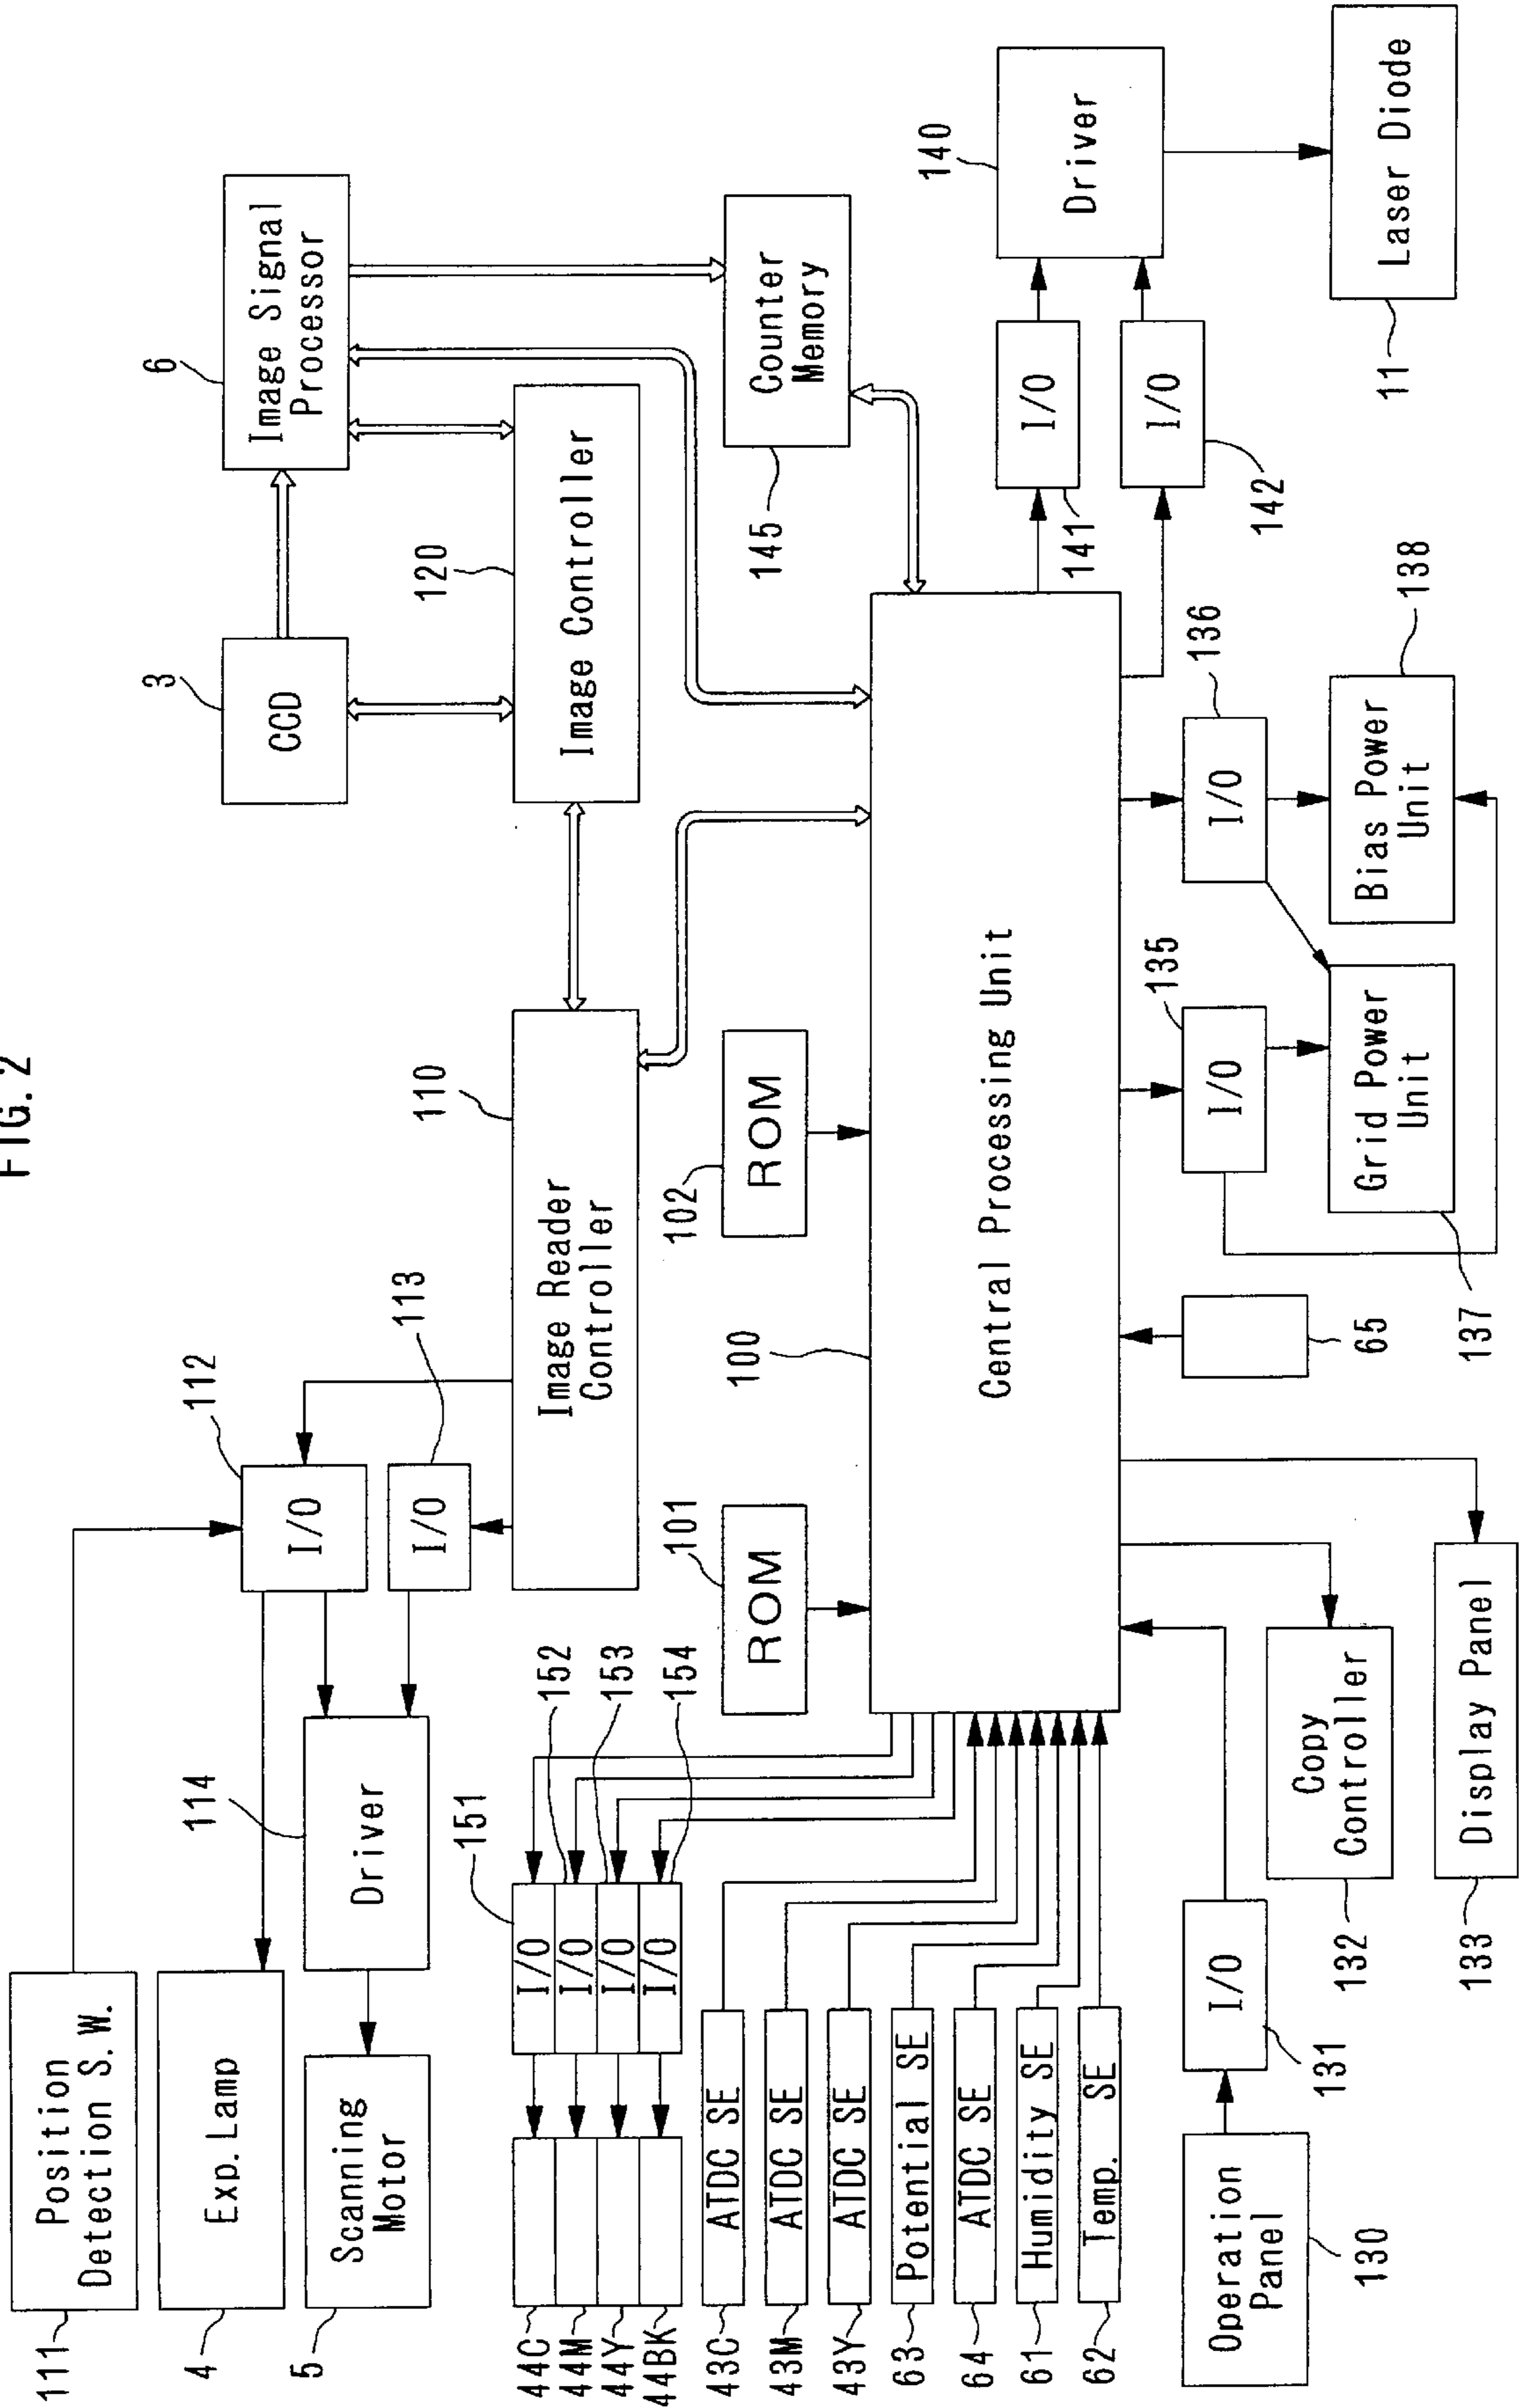 FIG. 2
111
Position
Detection S. W.
4
Exp. Lamp
5
Scanning
Motor
114
Driver
112
I/O
113
I/O
110
Image Reader
Controller
3
CCD
120
Image Controller
6
Image Signal
Processor
145
Counter
Memory
44C
44M
44Y
44BK
151
I/O
152
I/O
153
I/O
154
I/O
43C
ATDC SE
43M
ATDC SE
43Y
ATDC SE
63
Potential SE
64
ATDC SE
61
Humidity SE
62
Temp. SE
101
ROM
102
ROM
100
Central Processing Unit
130
Operation
Panel
131
I/O
132
Copy
Controller
133
Display Panel
65
135
I/O
136
I/O
137
Grid Power
Unit
138
Bias Power
Unit
141
I/O
142
I/O
140
Driver
11
Laser Diode